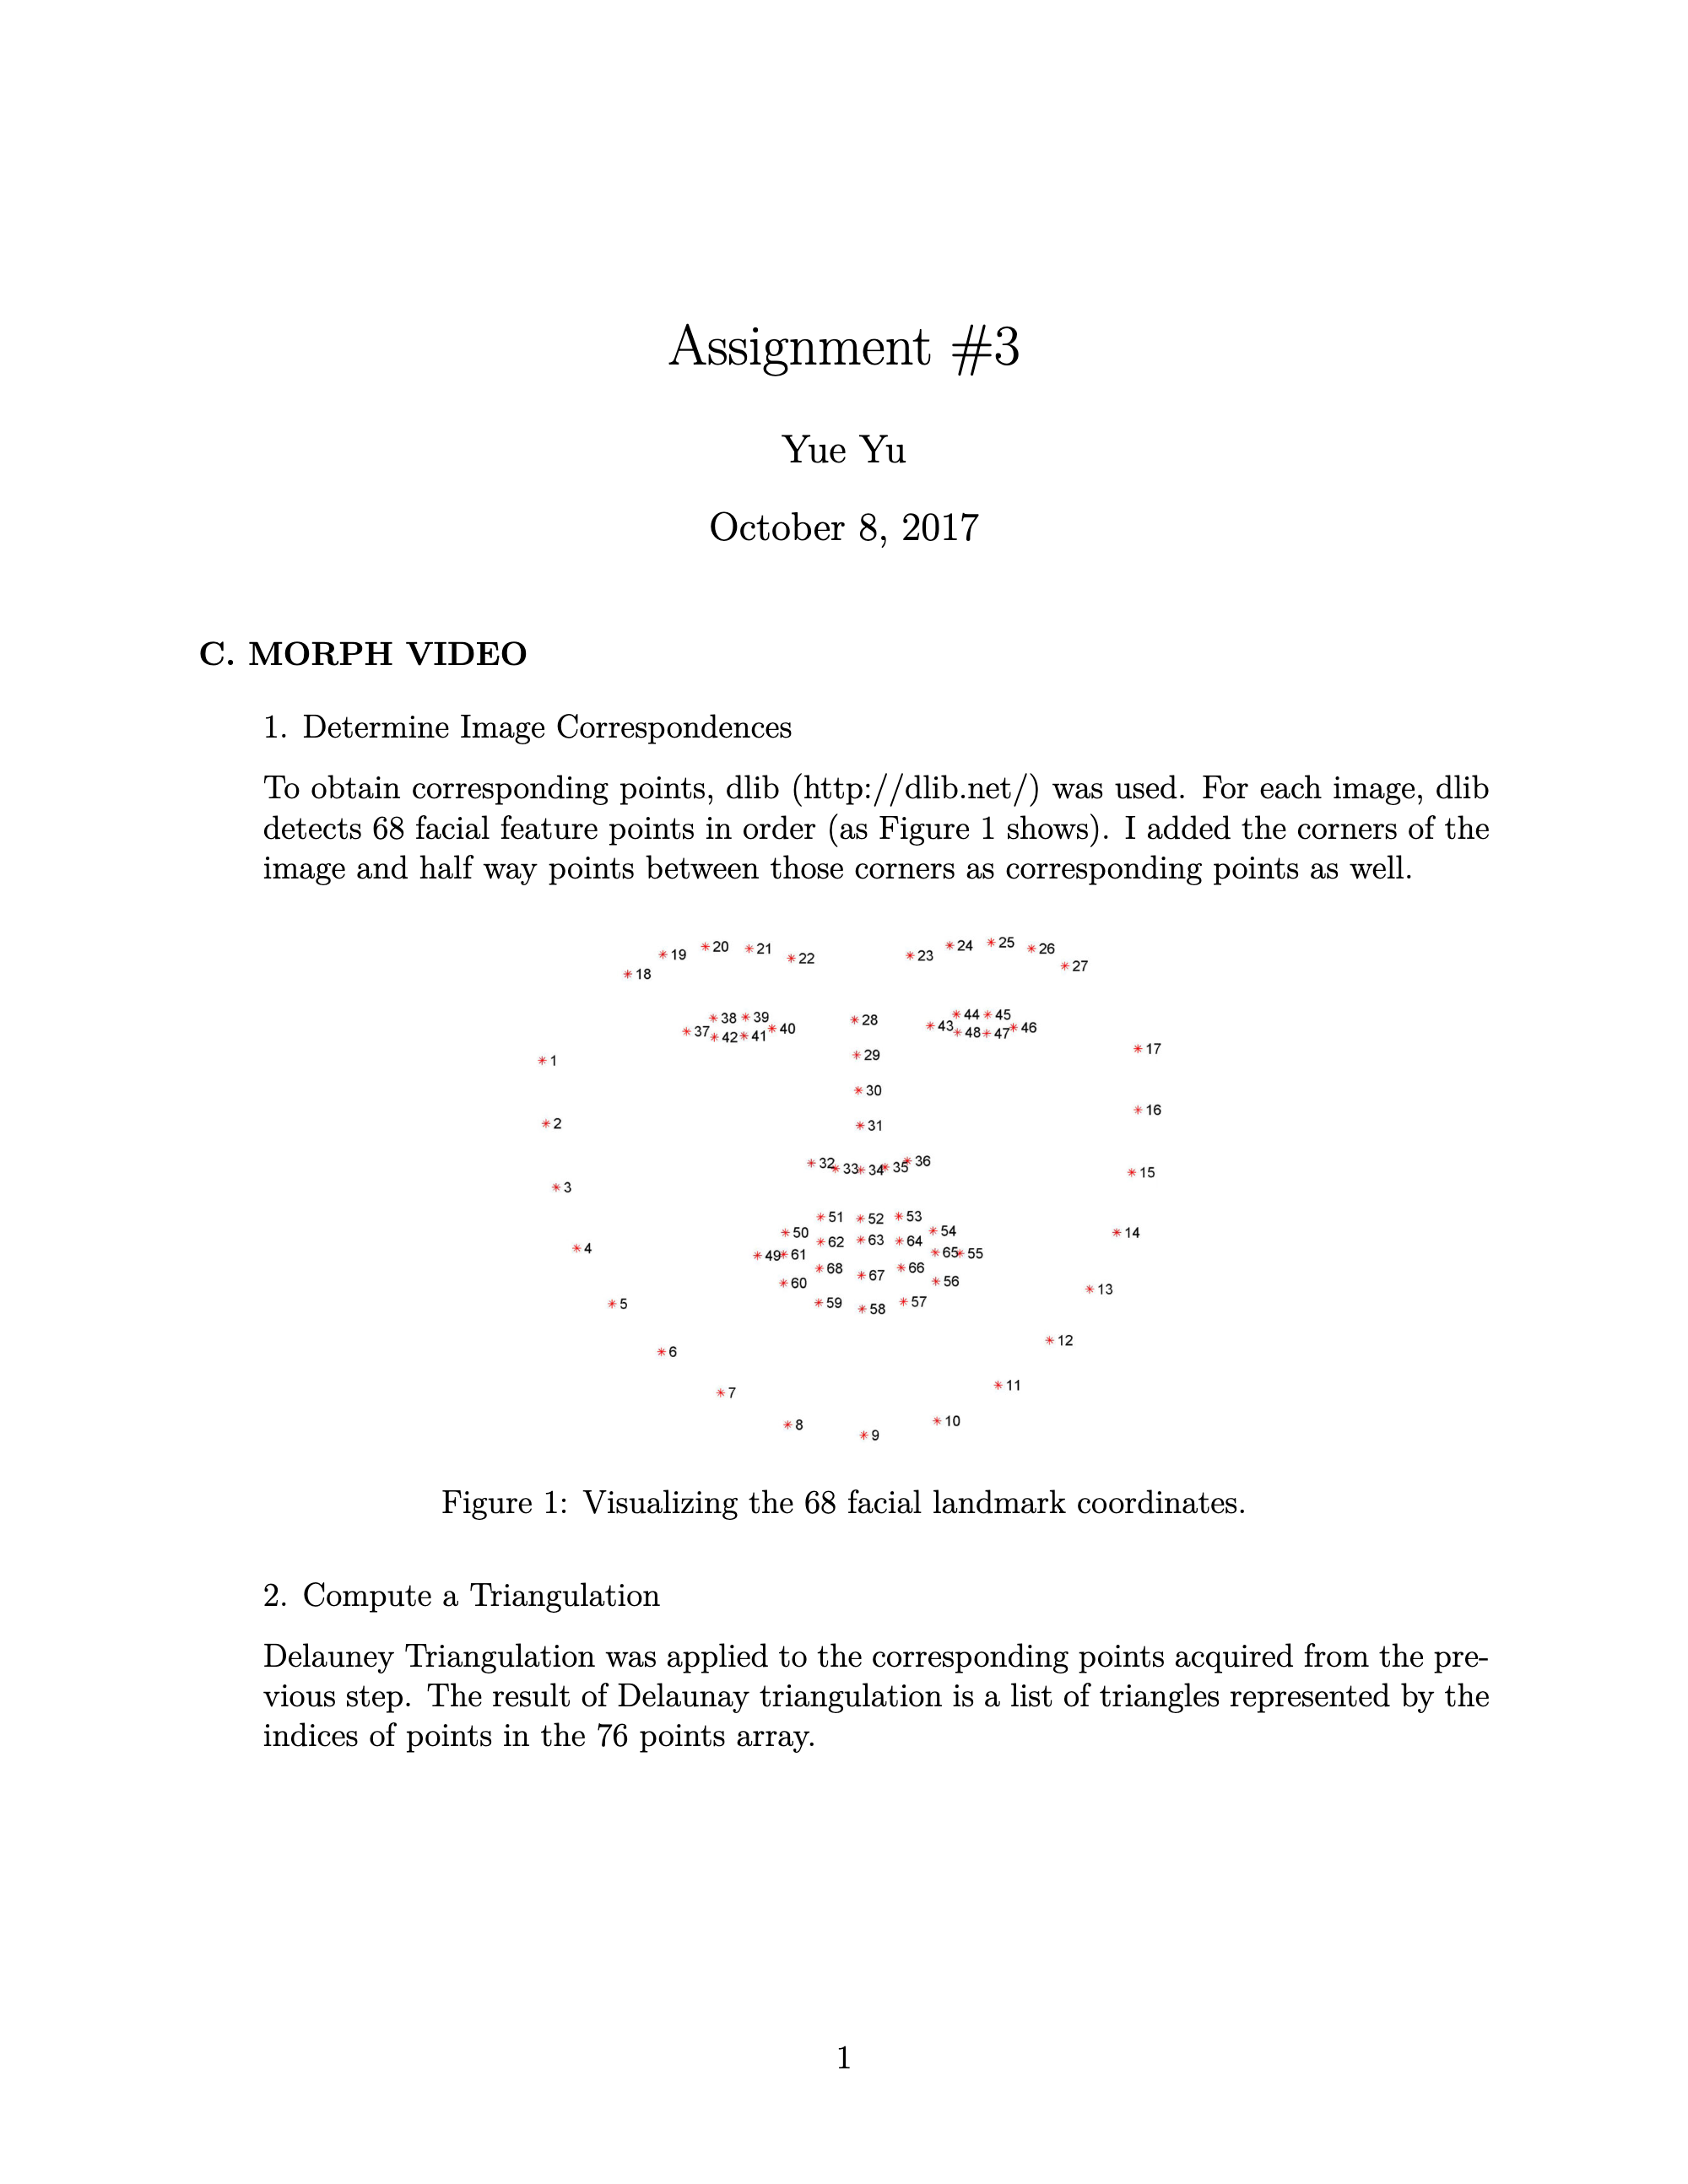 Assignment #3
Yue Yu
October 8, 2017
C. MORPH VIDEO
1. Determine Image Correspondences
To obtain corresponding points, dlib (http://dlib.net/) was used. For each image, dlib
detects 68 facial feature points in order (as Figure 1 shows). I added the corners of the
image and half way points between those corners as corresponding points as well.
20 21 24 25 26
19 22 23 27
18
38 39 28 44 45
37 42 41 40 43 48 47 46
1 29 17
30
2 31 16
32 33 34 35 36
3 15
51 52 53
50 62 63 64 54 14
4 49 61 65 55
68 67 66
60 56 13
5 59 58 57
12
6
7 11
8 10
9
Figure 1: Visualizing the 68 facial landmark coordinates.
2. Compute a Triangulation
Delauney Triangulation was applied to the corresponding points acquired from the pre-
vious step. The result of Delaunay triangulation is a list of triangles represented by the
indices of points in the 76 points array.
1